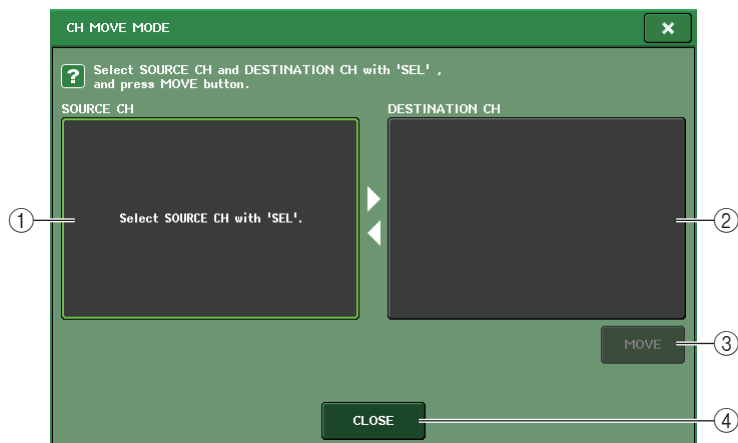 CH MOVE MODE
×
? Select SOURCE CH and DESTINATION CH with 'SEL' ,
and press MOVE button.
SOURCE CH
DESTINATION CH
① Select SOURCE CH with 'SEL'. ②
MOVE ③
CLOSE ④